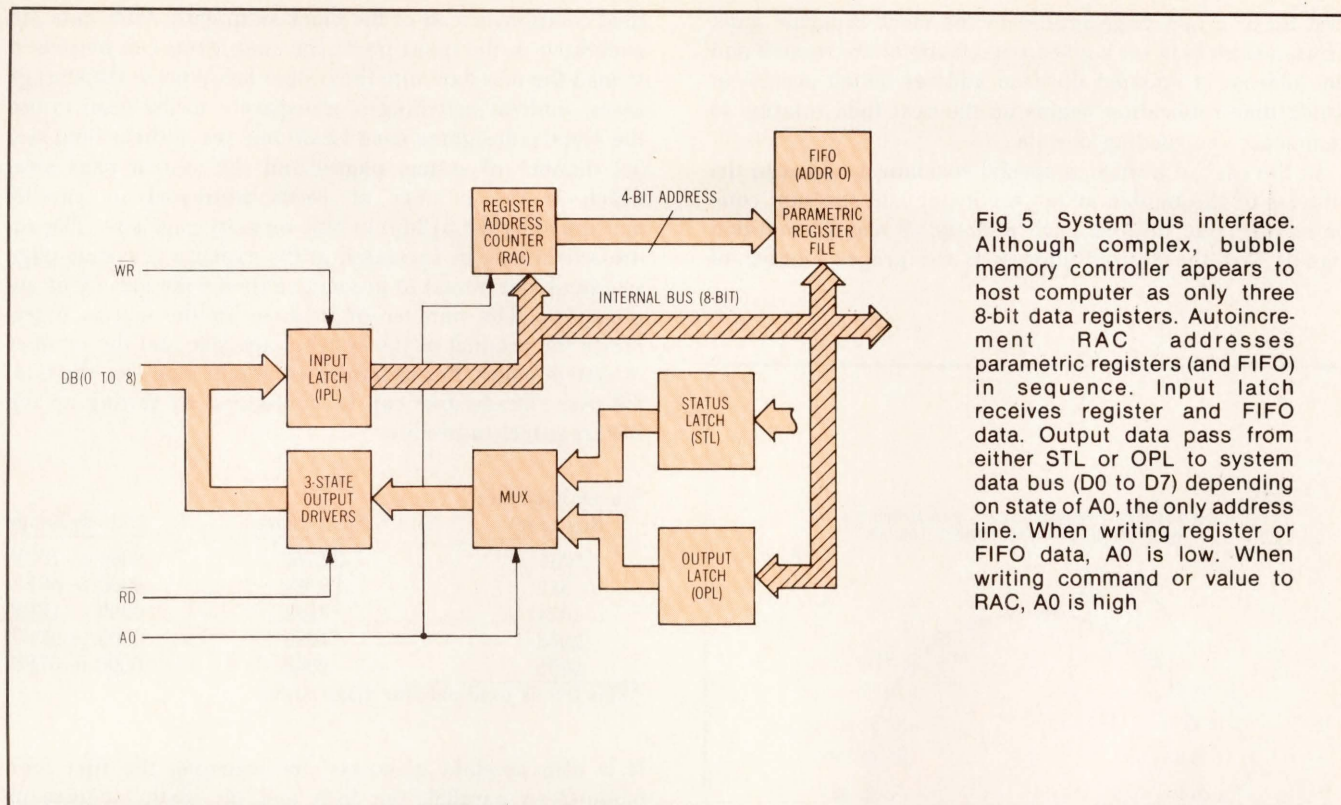 FIFO
(ADDR 0)
PARAMETRIC
REGISTER
FILE
REGISTER
ADDRESS
COUNTER
(RAC)
4-BIT ADDRESS
WR
INTERNAL BUS (8-BIT)
INPUT
LATCH
(IPL)
DB(0 TO 8)
STATUS
LATCH
(STL)
3-STATE
OUTPUT
DRIVERS
MUX
OUTPUT
LATCH
(OPL)
RD
A0
Fig 5 System bus interface.
Although complex, bubble
memory controller appears to
host computer as only three
8-bit data registers. Autoincre-
ment RAC addresses
parametric registers (and FIFO)
in sequence. Input latch
receives register and FIFO
data. Output data pass from
either STL or OPL to system
data bus (D0 to D7) depending
on state of A0, the only address
line. When writing register or
FIFO data, A0 is low. When
writing command or value to
RAC, A0 is high